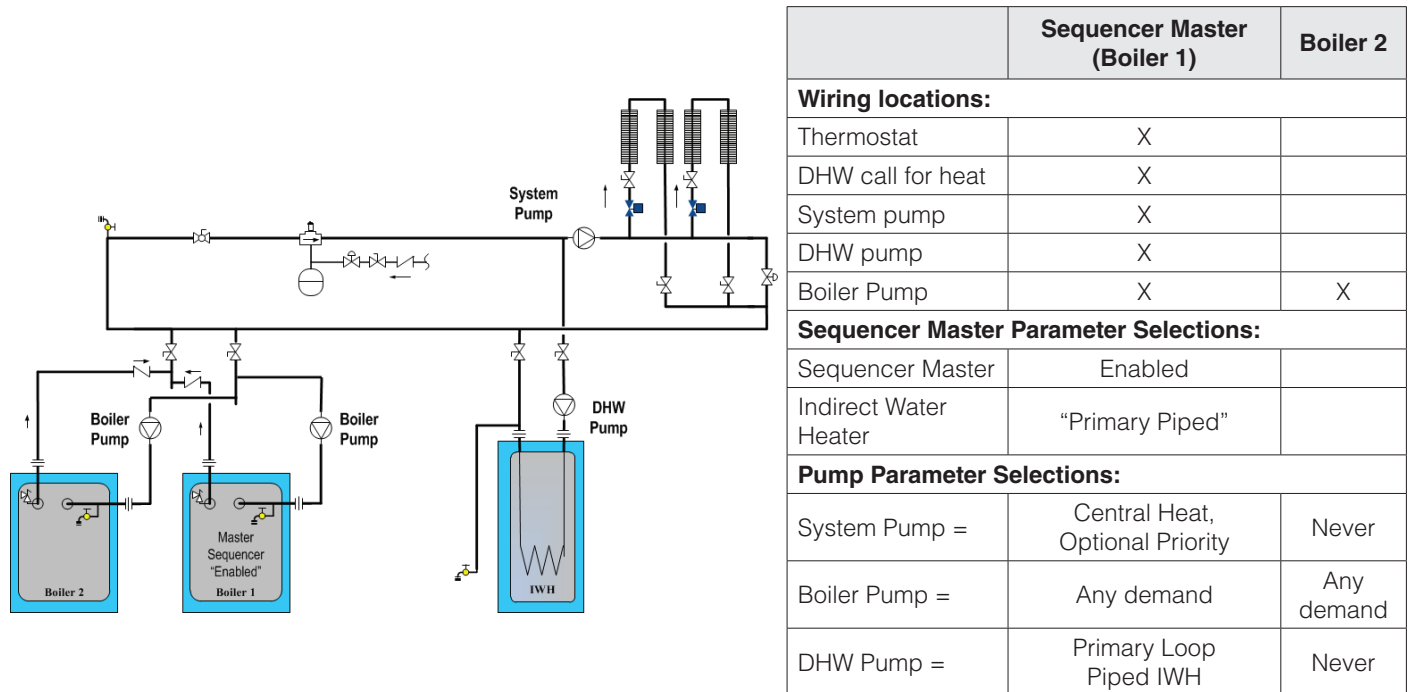 System
Pump
Boiler
Pump
Boiler
Pump
DHW
Pump
Boiler 2
Master
Sequencer
"Enabled"
Boiler 1
IWH
Sequencer Master
(Boiler 1)
Boiler 2
Wiring locations:
Thermostat X
DHW call for heat X
System pump X
DHW pump X
Boiler Pump X X
Sequencer Master Parameter Selections:
Sequencer Master Enabled
Indirect Water
Heater
“Primary Piped”
Pump Parameter Selections:
System Pump =
Central Heat,
Optional Priority
Never
Boiler Pump =
Any demand
Any
demand
DHW Pump =
Primary Loop
Piped IWH
Never